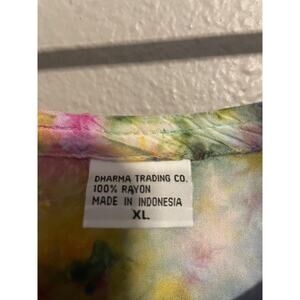 DHARMA TRADING CO.
100% RAYON
MADE IN INDONESIA
XL